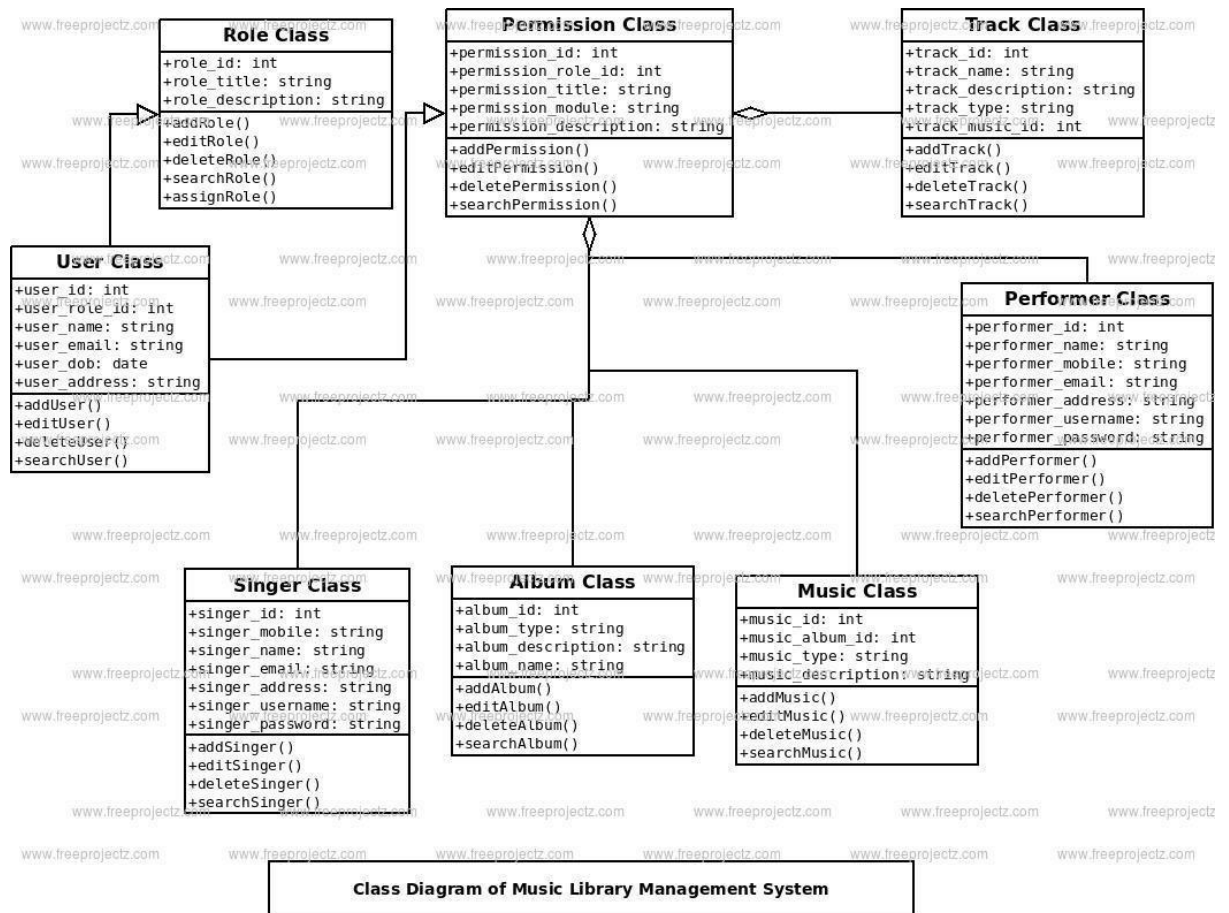 Role Class
+role_id: int
+role_title: string
+role_description: string
+addRole()
+editRole()
+deleteRole()
+searchRole()
+assignRole()
Permission Class
+permission_id: int
+permission_role_id: int
+permission_title: string
+permission_module: string
+permission_description: string
+addPermission()
+editPermission()
+deletePermission()
+searchPermission()
Track Class
+track_id: int
+track_name: string
+track_description: string
+track_type: string
+track_music_id: int
+addTrack()
+editTrack()
+deleteTrack()
+searchTrack()
User Class
+user_id: int
+user_role_id: int
+user_name: string
+user_email: string
+user_dob: date
+user_address: string
+addUser()
+editUser()
+deleteUser()
+searchUser()
Performer Class
+performer_id: int
+performer_name: string
+performer_mobile: string
+performer_email: string
+performer_address: string
+performer_username: string
+performer_password: string
+addPerformer()
+editPerformer()
+deletePerformer()
+searchPerformer()
Singer Class
+singer_id: int
+singer_mobile: string
+singer_name: string
+singer_email: string
+singer_address: string
+singer_username: string
+singer_password: string
+addSinger()
+editSinger()
+deleteSinger()
+searchSinger()
Album Class
+album_id: int
+album_type: string
+album_description: string
+album_name: string
+addAlbum()
+editAlbum()
+deleteAlbum()
+searchAlbum()
Music Class
+music_id: int
+music_album_id: int
+music_type: string
+music_description: string
+addMusic()
+editMusic()
+deleteMusic()
+searchMusic()
Class Diagram of Music Library Management System
www.freeprojectz.com